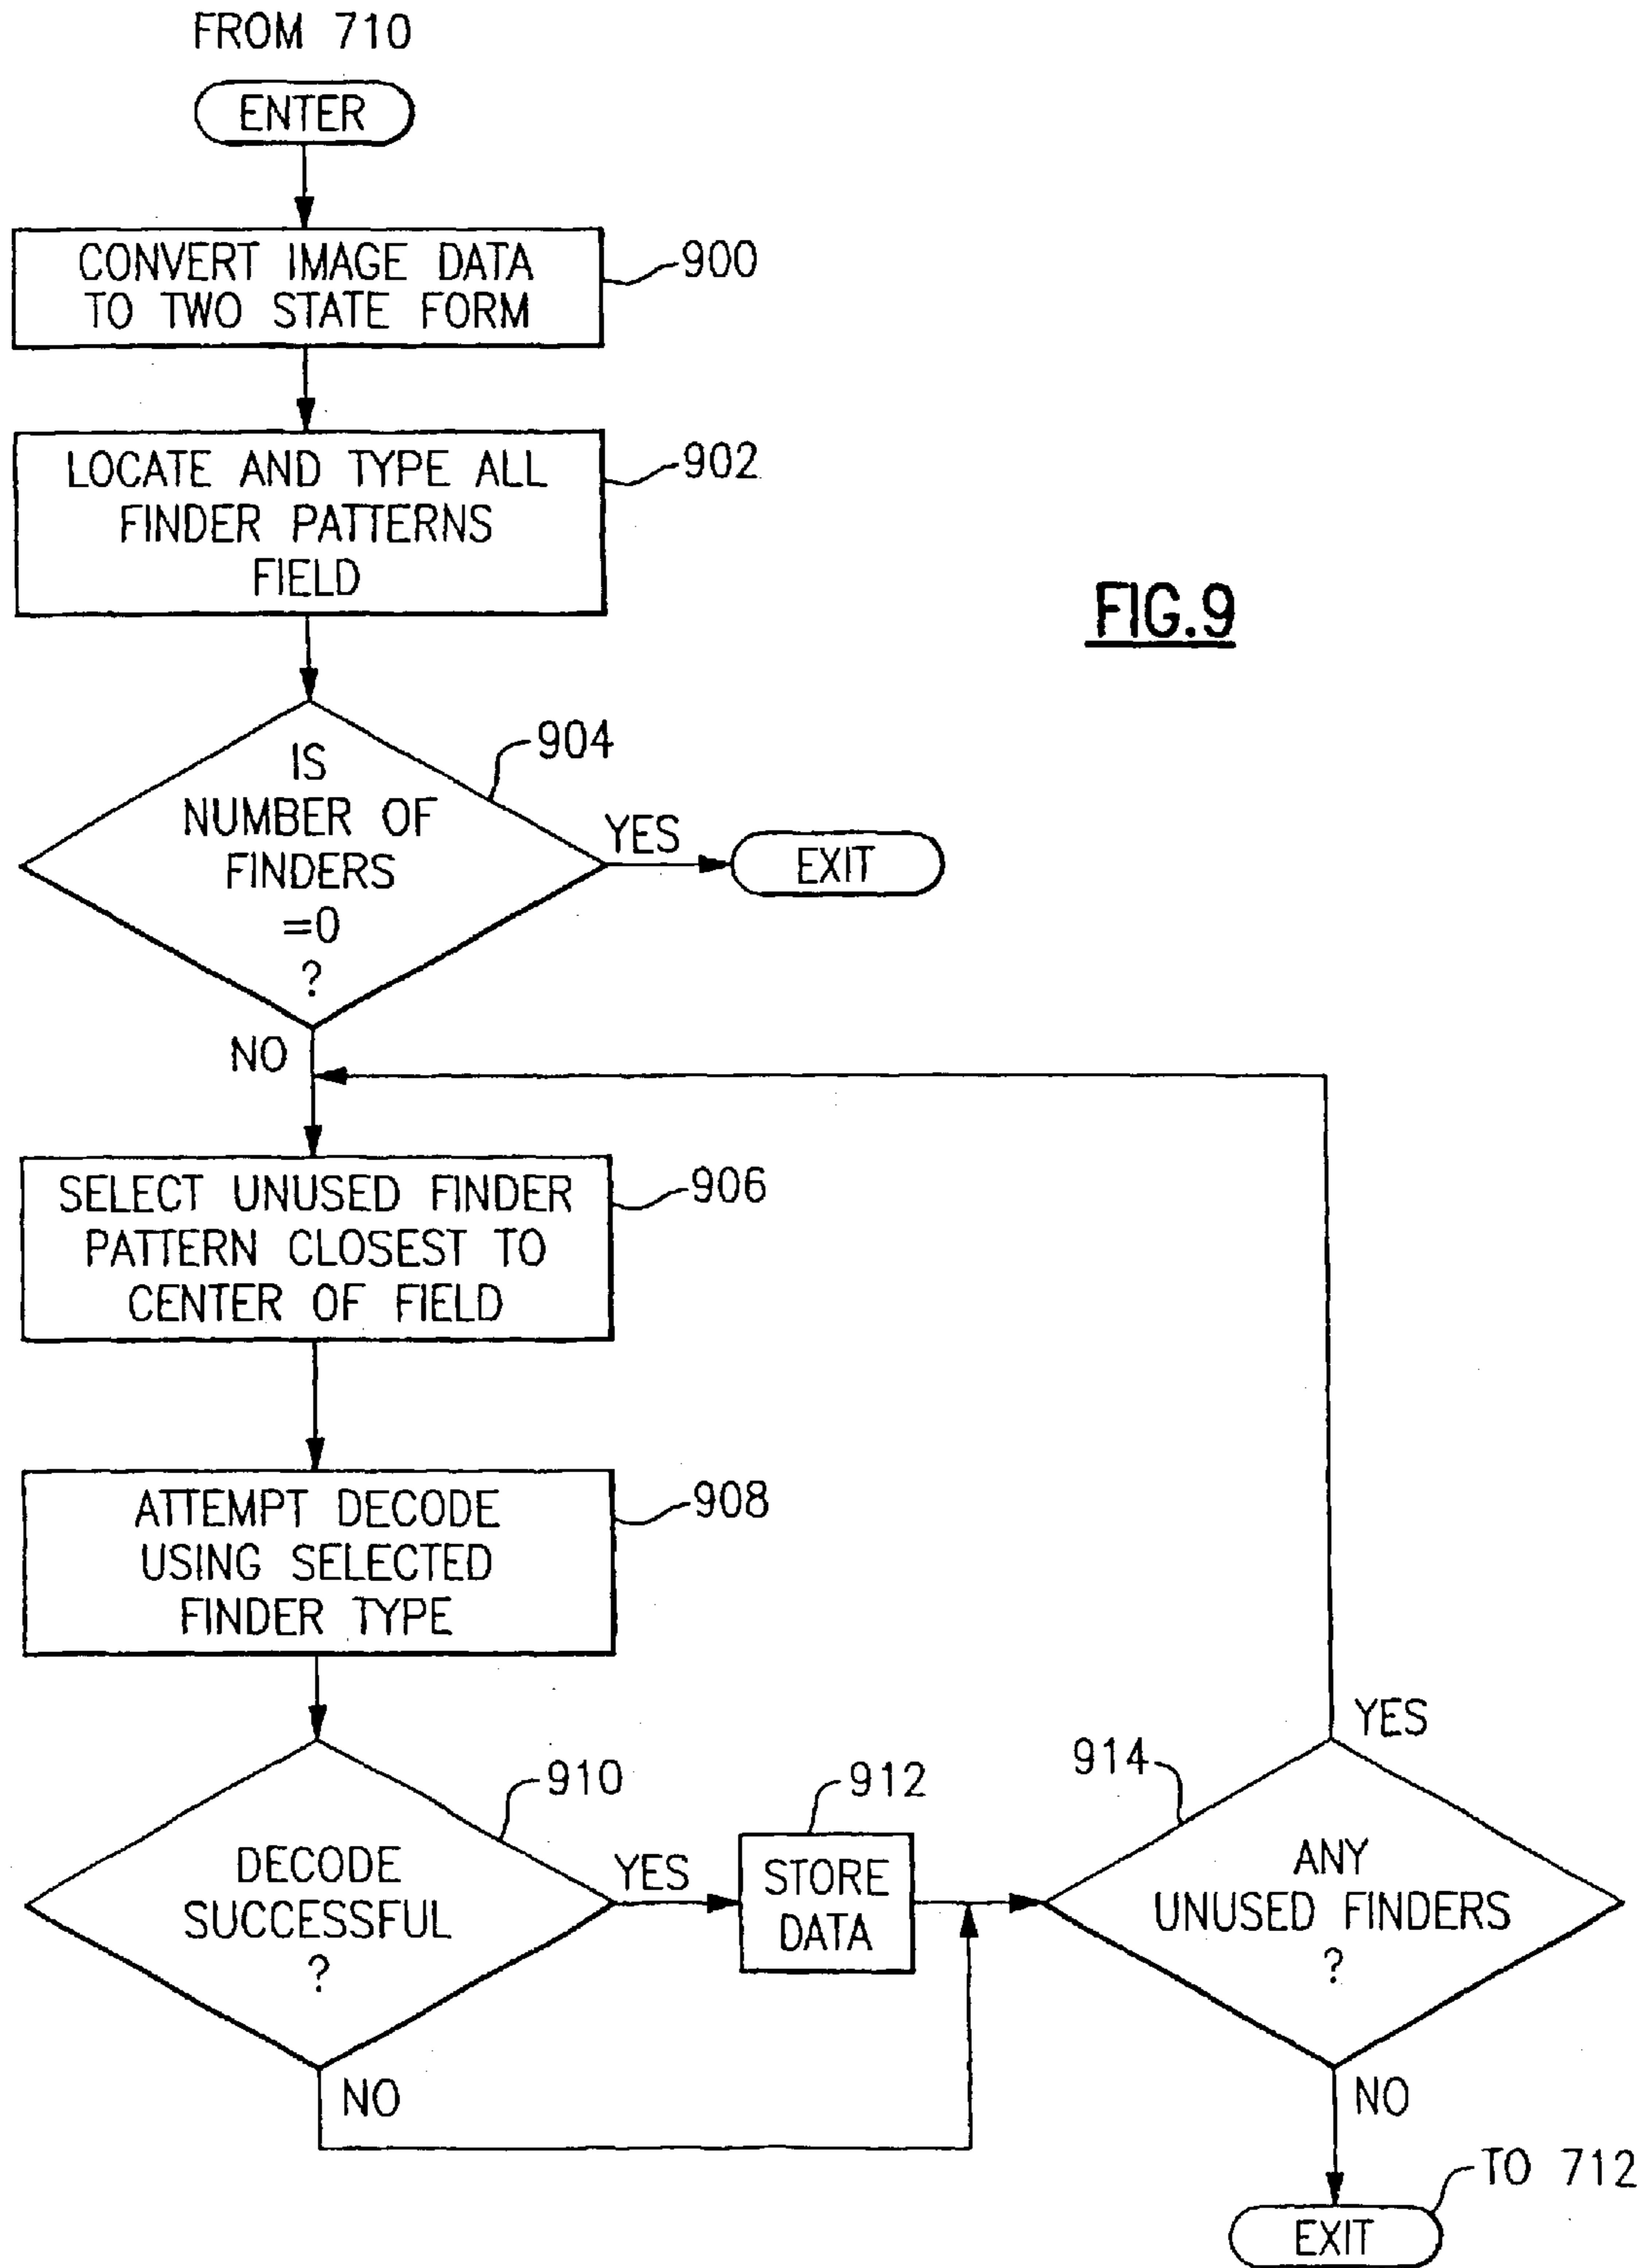 FROM 710
ENTER
CONVERT IMAGE DATA
TO TWO STATE FORM
900
LOCATE AND TYPE ALL
FINDER PATTERNS
FIELD
902
FIG.9
904
IS
NUMBER OF
FINDERS
=0
?
YES
EXIT
NO
SELECT UNUSED FINDER
PATTERN CLOSEST TO
CENTER OF FIELD
906
ATTEMPT DECODE
USING SELECTED
FINDER TYPE
908
910
DECODE
SUCCESSFUL
?
YES
912
STORE
DATA
914
YES
ANY
UNUSED FINDERS
?
NO
NO
TO 712
EXIT